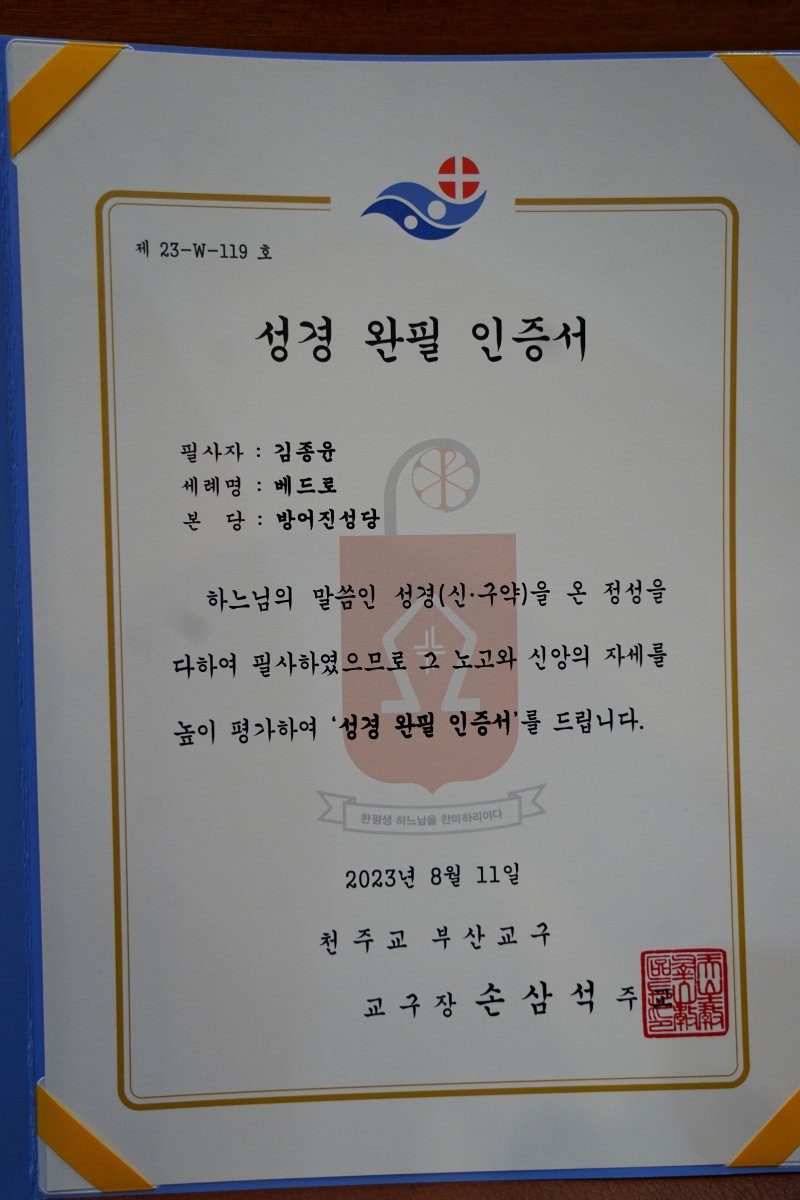 제 23-W-119 호
성경 완필 인증서
필사자 : 김종윤
세례명 : 베드로
본 당 : 방어진성당
하느님의 말씀인 성경(신·구약)을 온 정성을
다하여 필사하였으므로 그 노고와 신앙의 자세를
높이 평가하여 '성경 완필 인증서'를 드립니다.
한평생 하느님을 찬미하리이다
2023년 8월 11일
천주교 부산교구
교구장 손삼석 주교